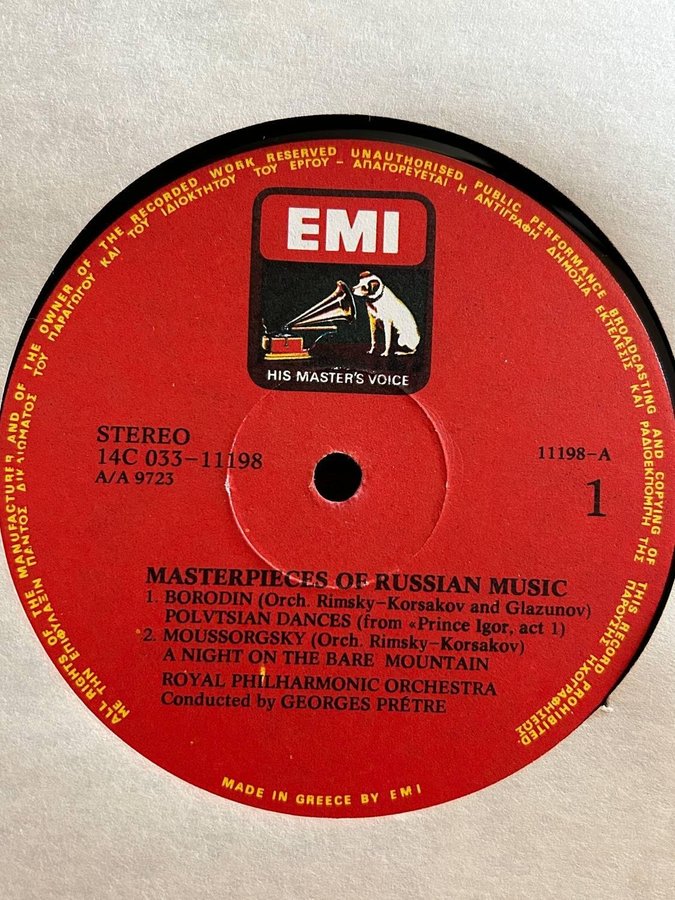 ALL RIGHTS OF THE MANUFACTURER AND OF THE OWNER OF THE RECORDED WORK RESERVED UNAUTHORISED PUBLIC PERFORMANCE BROADCASTING AND COPYING OF THIS RECORD PROHIBITED
ΜΕ ΤΗΝ ΕΠΙΦΥΛΑΞΙΝ ΠΑΝΤΟΣ ΔΙΚΑΙΩΜΑΤΟΣ ΤΟΥ ΠΑΡΑΓΩΓΟΥ ΚΑΙ ΤΟΥ ΙΔΙΟΚΤΗΤΟΥ ΤΟΥ ΕΡΓΟΥ – ΑΠΑΓΟΡΕΥΕΤΑΙ Η ΑΝΤΙΓΡΑΦΗ ΔΗΜΟΣΙΑ ΕΚΤΕΛΕΣΙΣ ΚΑΙ ΡΑΔΙΟΕΚΠΟΜΠΗ ΤΗΣ ΠΑΡΟΥΣΗΣ ΗΧΟΓΡΑΦΗΣΕΩΣ
EMI
HIS MASTER'S VOICE
STEREO
14C 033–11198
A/A 9723
11198–A
1
MASTERPIECES OF RUSSIAN MUSIC
1. BORODIN (Orch. Rimsky-Korsakov and Glazunov)
POLVTSIAN DANCES (from «Prince Igor, act 1)
2. MOUSSORGSKY (Orch. Rimsky-Korsakov)
A NIGHT ON THE BARE MOUNTAIN
ROYAL PHILHARMONIC ORCHESTRA
Conducted by GEORGES PRÉTRE
MADE IN GREECE BY EMI